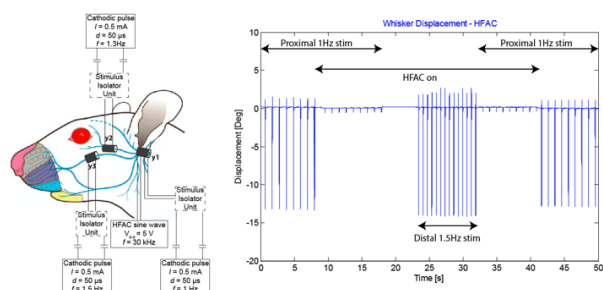 Cathodic pulse
I = 0.5 mA
d = 50 µs
f = 1.3Hz
Stimulus
Isolator
Unit
y2
y1
y3
Stimulus
Isolator
Unit
Stimulus
Isolator
Unit
HFAC sine wave
= 5 V
f = 30 kHz
Cathodic pulse
I = 0.5 mA
d = 50 µs
f = 1.5Hz
Cathodic pulse
I = 0.5 mA
d = 50 µs
f = 1Hz
Whisker Displacement - HFAC
Proximal 1Hz stim
Proximal 1Hz stim
HFAC on
Distal 1.5Hz stim
Displacement [Deg]
10
5
0
-5
-10
-15
-20
0 5 10 15 20 25 30 35 40 45 50
Time [s]